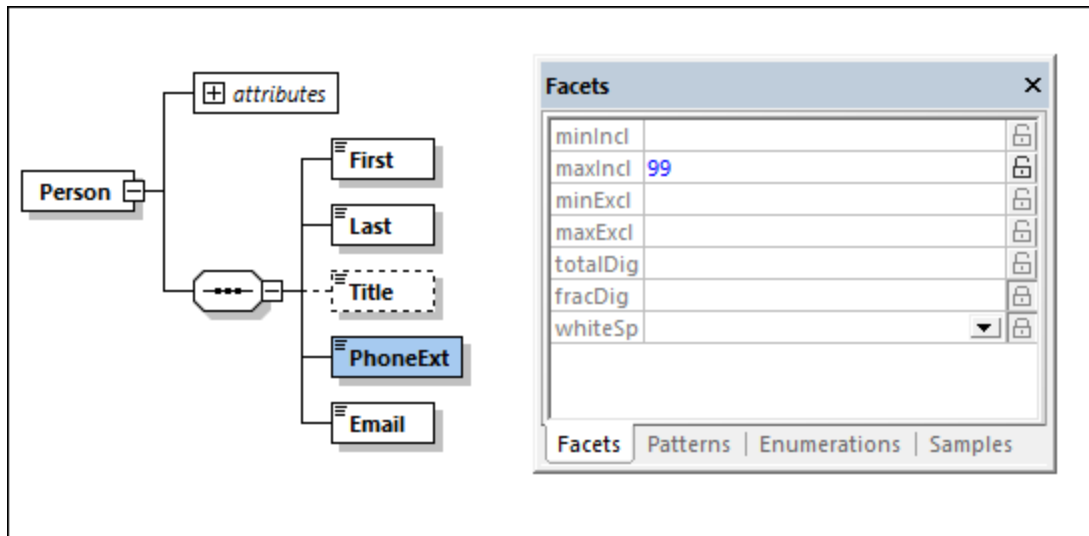 attributes
Person
First
Last
Title
PhoneExt
Email
Facets
minIncl
maxIncl 99
minExcl
maxExcl
totalDig
fracDig
whiteSp
Facets Patterns Enumerations Samples